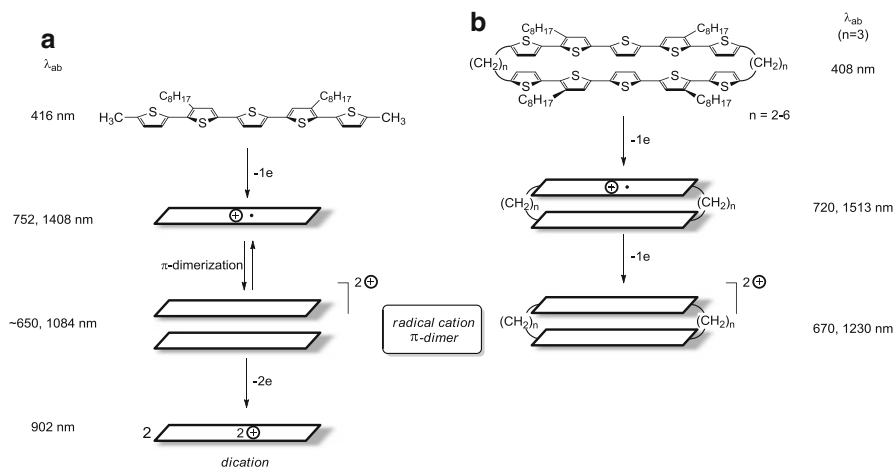 a
λab
416 nm
C8H17
C8H17
H3C
S
S
S
S
S
CH3
-1e
752, 1408 nm
+ •
π-dimerization
2 +
~650, 1084 nm
-2e
902 nm
2
2 +
dication
radical cation
π-dimer
b
λab
(n=3)
C8H17
C8H17
S
S
S
S
S
(CH2)n
(CH2)n
408 nm
S
S
S
S
S
C8H17
C8H17
n = 2-6
-1e
+ •
(CH2)n
(CH2)n
720, 1513 nm
-1e
2 +
(CH2)n
(CH2)n
670, 1230 nm